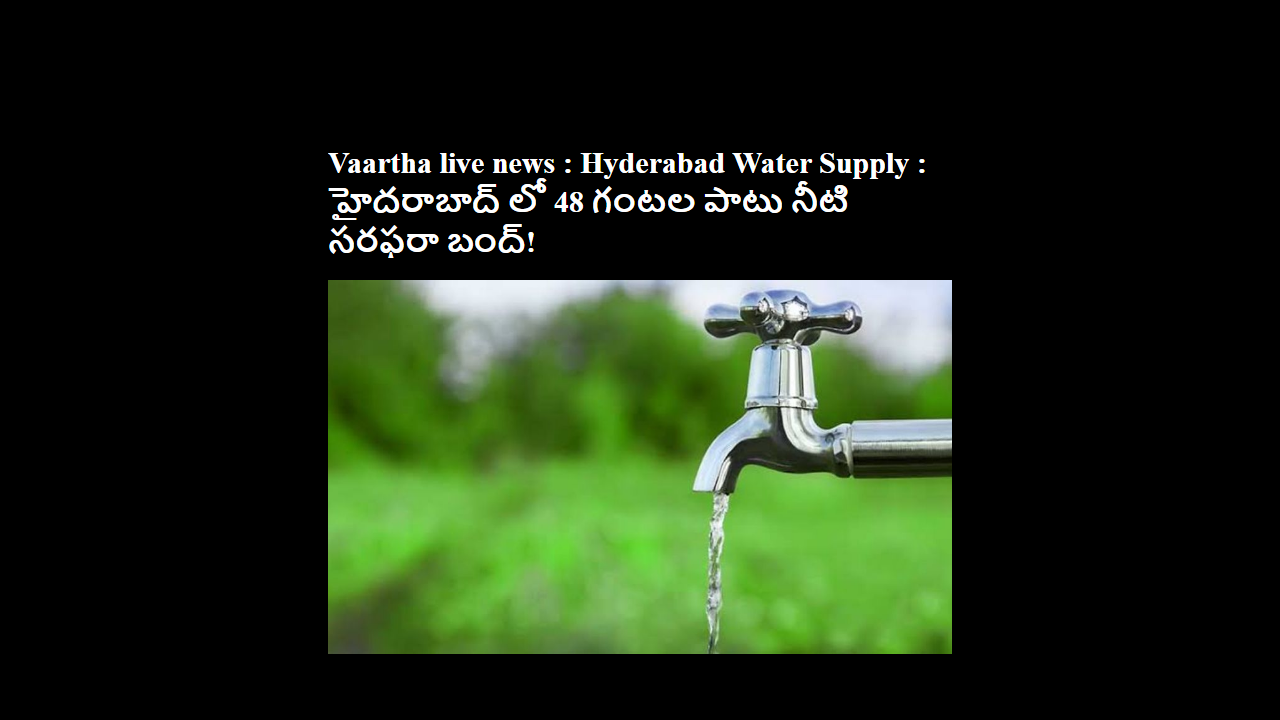 Vaartha live news : Hyderabad Water Supply :
హైదరాబాద్ లో 48 గంటల పాటు నీటి
సరఫరా బంద్!